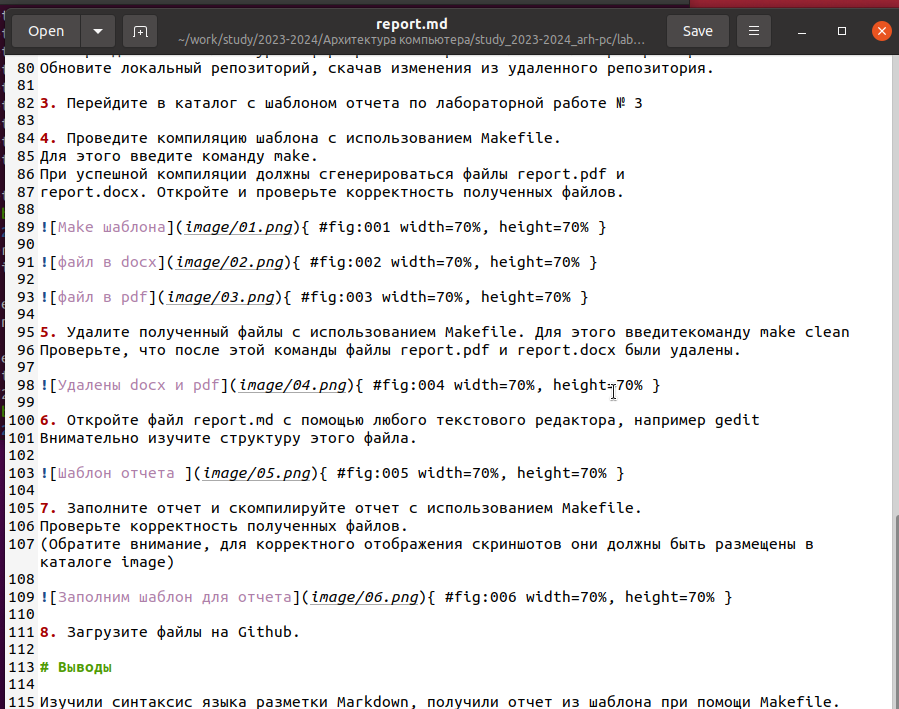 Open
report.md
~/work/study/2023-2024/Архитектура компьютера/study_2023-2024_arh-pc/lab…
Save
80 Обновите локальный репозиторий, скачав изменения из удаленного репозитория.
81
82 3. Перейдите в каталог с шаблоном отчета по лабораторной работе № 3
83
84 4. Проведите компиляцию шаблона с использованием Makefile.
85 Для этого введите команду make.
86 При успешной компиляции должны сгенерироваться файлы report.pdf и
87 report.docx. Откройте и проверьте корректность полученных файлов.
88
89 ![Make шаблона](image/01.png){ #fig:001 width=70%, height=70% }
90
91 ![файл в docx](image/02.png){ #fig:002 width=70%, height=70% }
92
93 ![файл в pdf](image/03.png){ #fig:003 width=70%, height=70% }
94
95 5. Удалите полученный файлы с использованием Makefile. Для этого введитекоманду make clean
96 Проверьте, что после этой команды файлы report.pdf и report.docx были удалены.
97
98 ![Удалены docx и pdf](image/04.png){ #fig:004 width=70%, height=70% }
99
100 6. Откройте файл report.md с помощью любого текстового редактора, например gedit
101 Внимательно изучите структуру этого файла.
102
103 ![Шаблон отчета ](image/05.png){ #fig:005 width=70%, height=70% }
104
105 7. Заполните отчет и скомпилируйте отчет с использованием Makefile.
106 Проверьте корректность полученных файлов.
107 (Обратите внимание, для корректного отображения скриншотов они должны быть размещены в
каталоге image)
108
109 ![Заполним шаблон для отчета](image/06.png){ #fig:006 width=70%, height=70% }
110
111 8. Загрузите файлы на Github.
112
113 # Выводы
114
115 Изучили синтаксис языка разметки Markdown, получили отчет из шаблона при помощи Makefile.